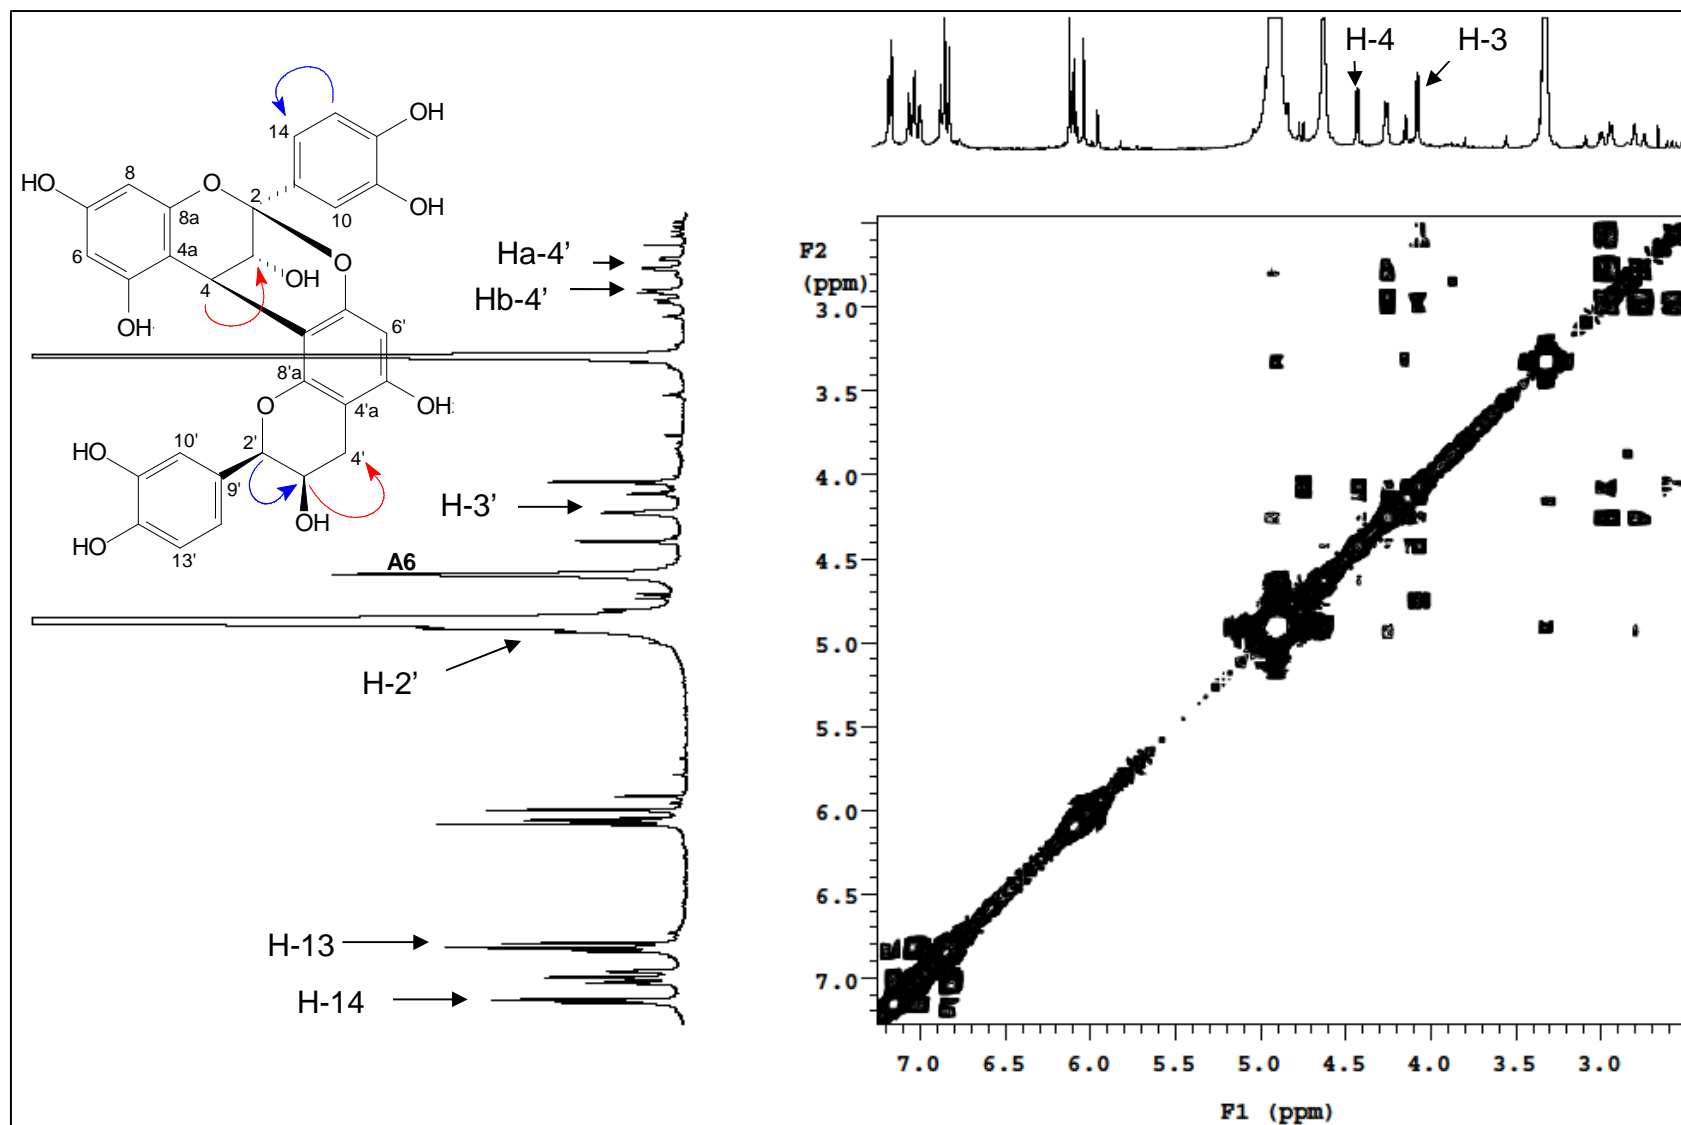 H-4
H-3
OH
14
HO
8
O
2
OH
10
8a
6
4a
O
OH
4
OH
6'
8'a
O
4'a
OH
HO
10'
2'
4'
9'
OH
HO
13'
A6
Ha-4’
Hb-4’
H-3’
H-2’
H-13
H-14
F2
(ppm)
3.0
3.5
4.0
4.5
5.0
5.5
6.0
6.5
7.0
7.0 6.5 6.0 5.5 5.0 4.5 4.0 3.5 3.0
F1 (ppm)